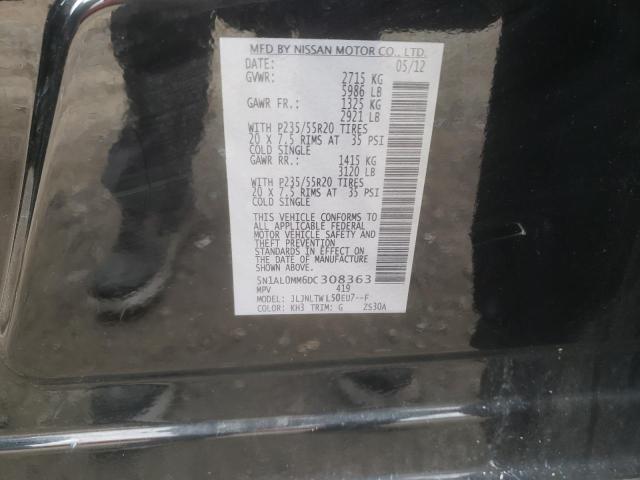 MFD BY NISSAN MOTOR CO., LTD.
DATE: 05/12
GVWR: 2715 KG
5986 LB
GAWR FR.: 1325 KG
2921 LB
WITH P235/55R20 TIRES
20 X 7.5 RIMS AT 35 PSI
COLD SINGLE
GAWR RR.: 1415 KG
3120 LB
WITH P235/55R20 TIRES
20 X 7.5 RIMS AT 35 PSI
COLD SINGLE
THIS VEHICLE CONFORMS TO
ALL APPLICABLE FEDERAL
MOTOR VEHICLE SAFETY AND
THEFT PREVENTION
STANDARDS IN EFFECT ON
THE DATE OF MANUFACTURE
SHOWN ABOVE.
5N1AL0MM6DC308363
MPV 419
MODEL: JLJNLTWL50EU7--F
COLOR: KH3 TRIM: G ZS30A